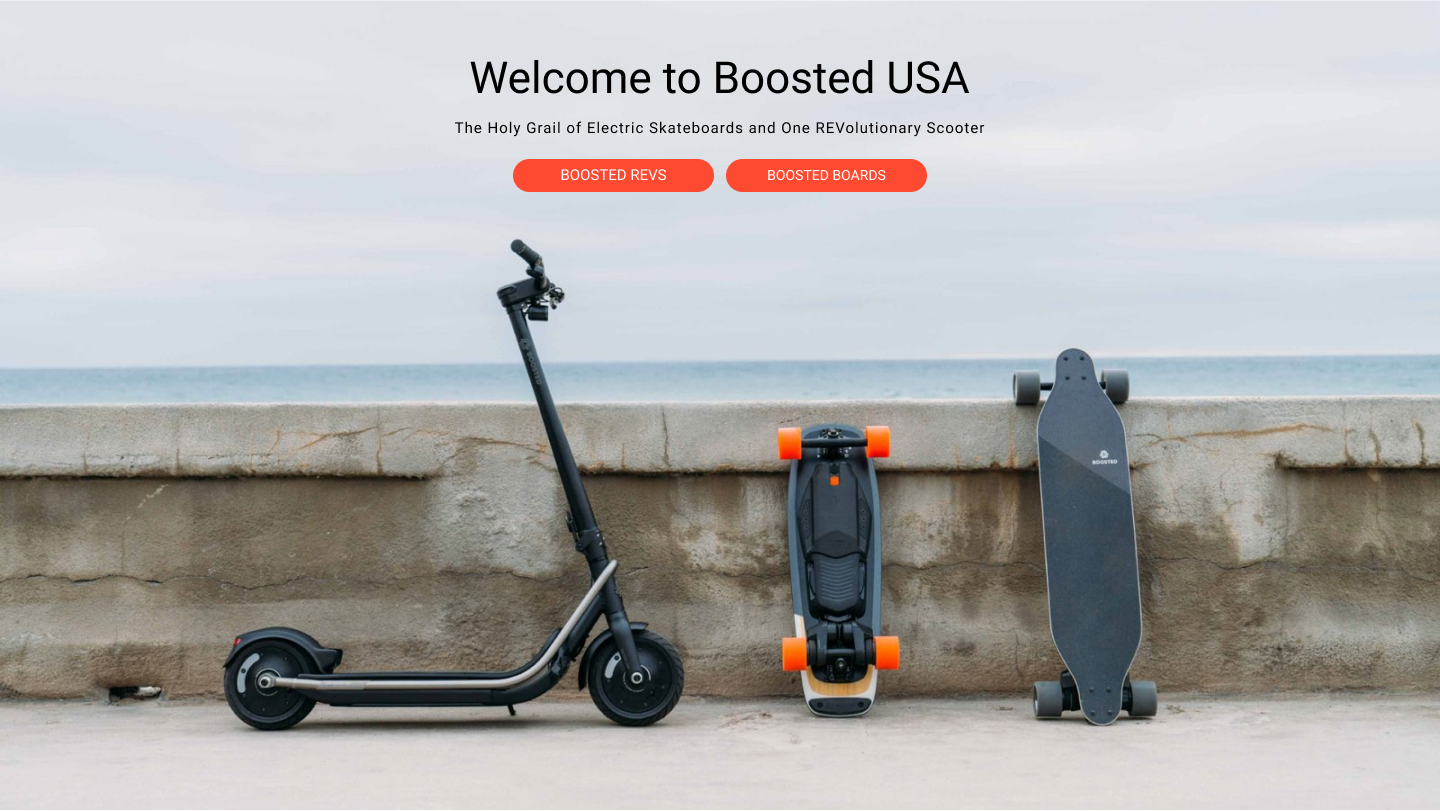 Welcome to Boosted USA
The Holy Grail of Electric Skateboards and One REVolutionary Scooter
BOOSTED REVS
BOOSTED BOARDS
BOOSTED
BOOSTED